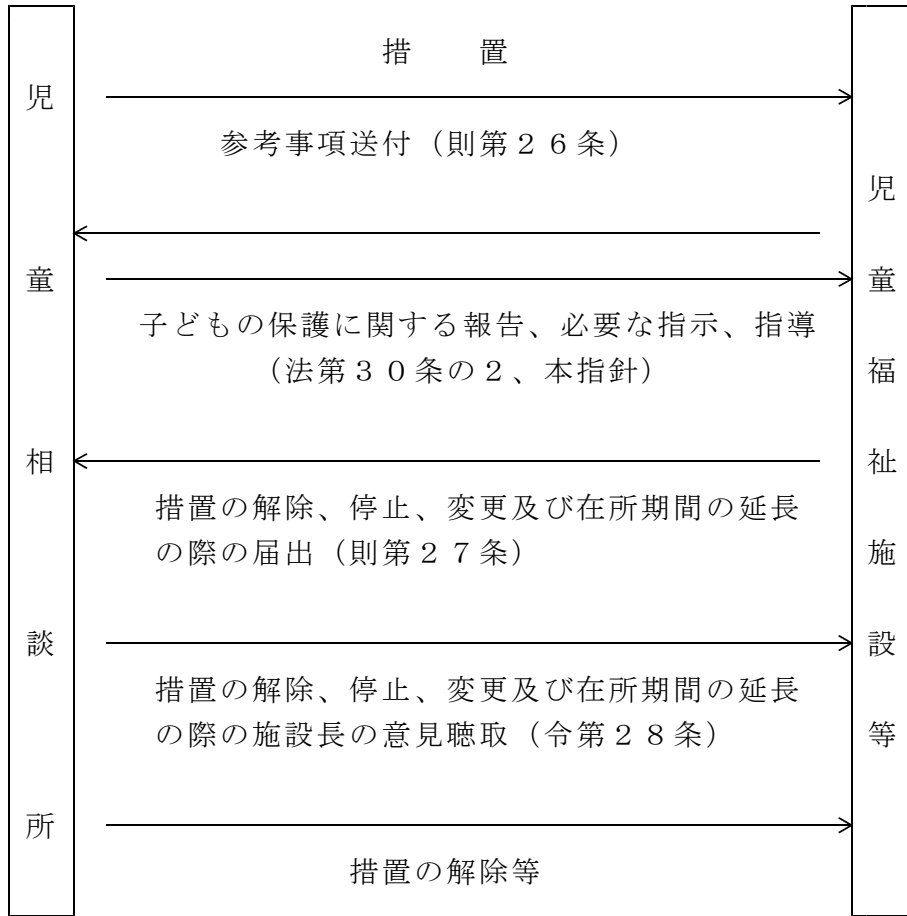 児童相談所
措　　置
参考事項送付（則第２６条）
子どもの保護に関する報告、必要な指示、指導
（法第３０条の２、本指針）
措置の解除、停止、変更及び在所期間の延長
の際の届出（則第２７条）
措置の解除、停止、変更及び在所期間の延長
の際の施設長の意見聴取（令第２８条）
措置の解除等
児童福祉施設等